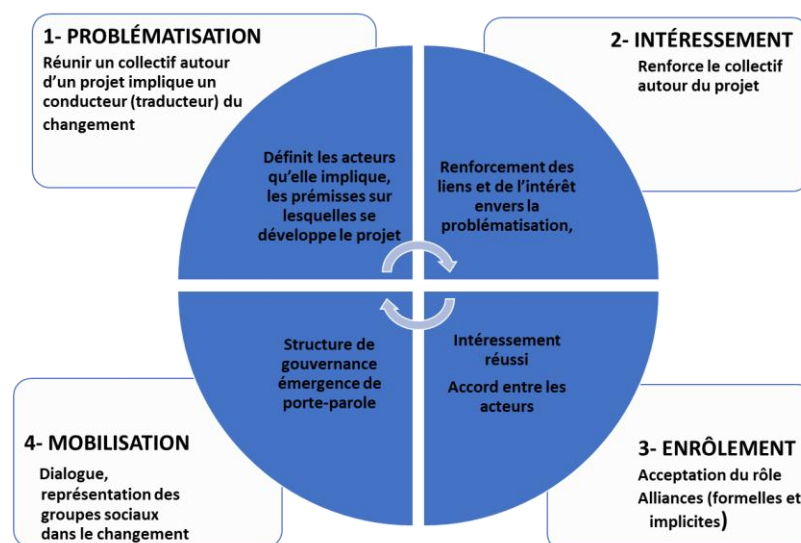 1- PROBLÉMATISATION
Réunir un collectif autour
d'un projet implique un
conducteur (traducteur) du
changement
2- INTÉRESSEMENT
Renforce le collectif
autour du projet
Définit les acteurs
qu'elle implique,
les prémisses sur
lesquelles se
développe le projet
Renforcement des
liens et de l'intérêt
envers la
problématisation,
Structure de
gouvernance
émergence de
porte-parole
Intéressement
réussi
Accord entre les
acteurs
4- MOBILISATION
Dialogue,
représentation des
groupes sociaux
dans le changement
3- ENRÔLEMENT
Acceptation du rôle
Alliances (formelles et
implicites)